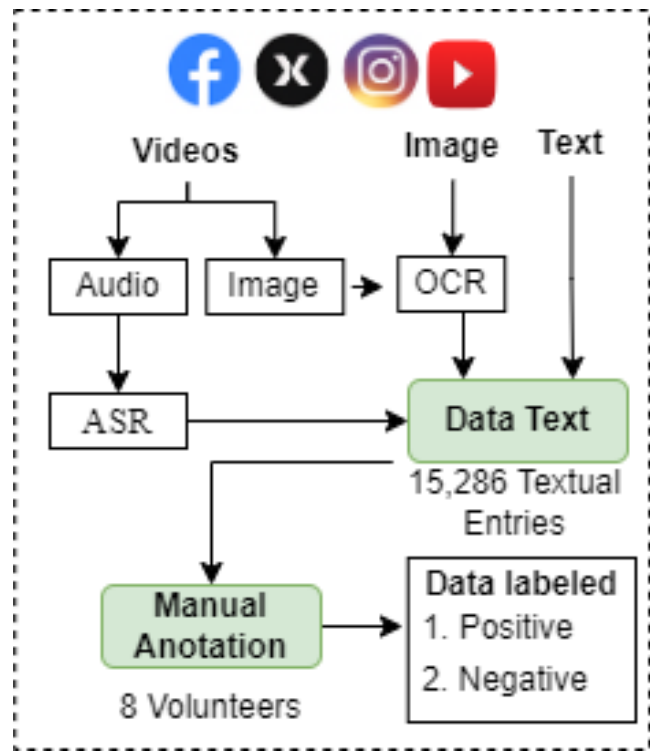 Videos
Image
Text
Audio
Image
OCR
ASR
Data Text
15,286 Textual
Entries
Manual
Anotation
8 Volunteers
Data labeled
1. Positive
2. Negative